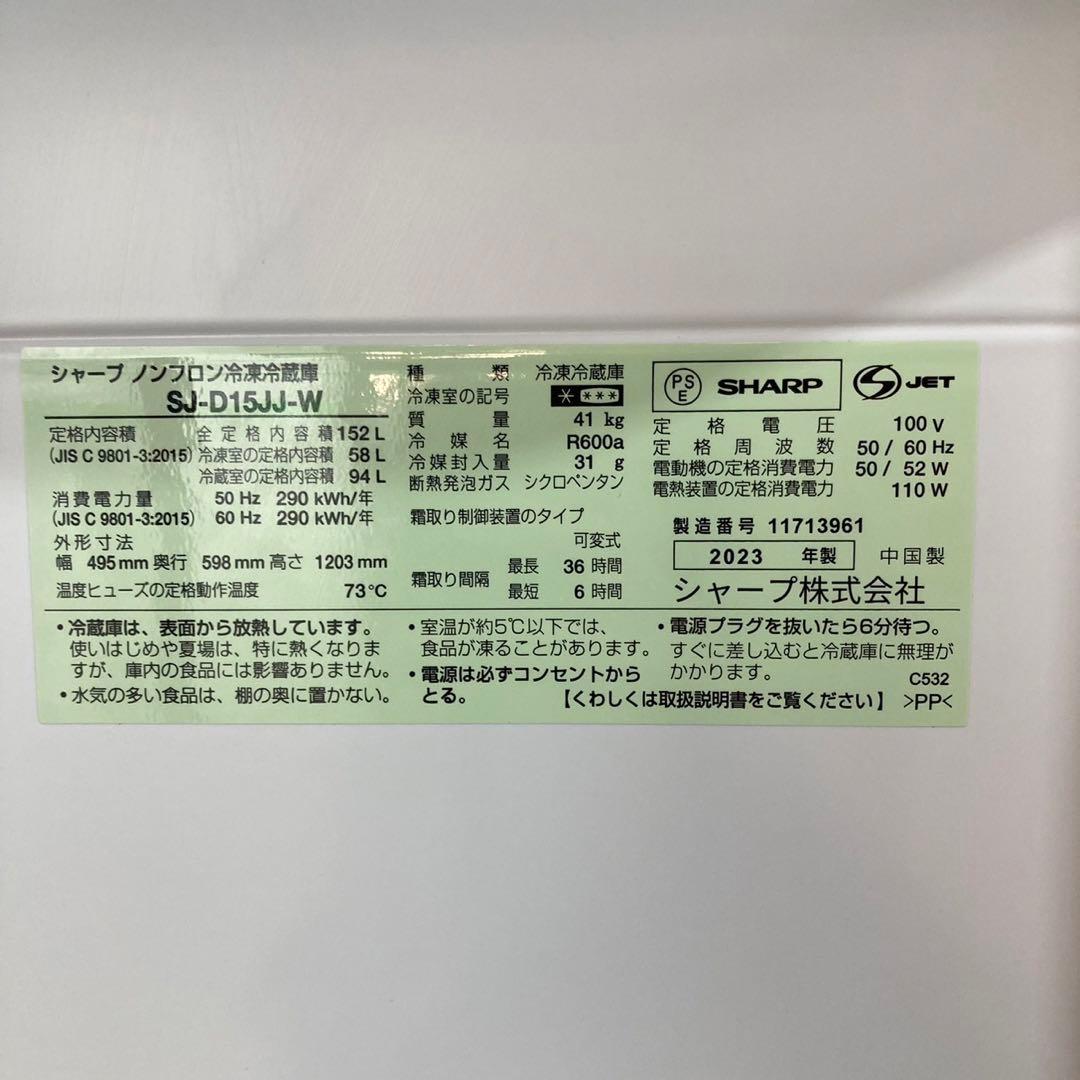 シャープ ノンフロン冷凍冷蔵庫
SJ-D15JJ-W
定格内容積 全定格内容積 152 L
(JIS C 9801-3:2015) 冷凍室の定格内容積 58 L
冷蔵室の定格内容積 94 L
消費電力量 50 Hz 290 kWh/年
(JIS C 9801-3:2015) 60 Hz 290 kWh/年
外形寸法
幅 495 mm 奥行 598 mm 高さ 1203 mm
温度ヒューズの定格動作温度 73℃
種類 冷凍冷蔵庫
冷凍室の記号 ****
質量 41 kg
冷媒名 R600a
冷媒封入量 31 g
断熱発泡ガス シクロペンタン
霜取り制御装置のタイプ
可変式
霜取り間隔 最長 36 時間
最短 6 時間
PSE SHARP JET
定格電圧 100 V
定格周波数 50 / 60 Hz
電動機の定格消費電力 50 / 52 W
電熱装置の定格消費電力 110 W
製造番号 11713961
2023 年製 中国製
シャープ株式会社
・冷蔵庫は、表面から放熱しています。
使いはじめや夏場は、特に熱くなりま
すが、庫内の食品には影響ありません。
・水気の多い食品は、棚の奥に置かない。
・室温が約5℃以下では、
食品が凍ることがあります。
・電源は必ずコンセントから
とる。
・電源プラグを抜いたら6分待つ。
すぐに差し込むと冷蔵庫に無理が
かかります。 C532
【くわしくは取扱説明書をご覧ください】 >PP<